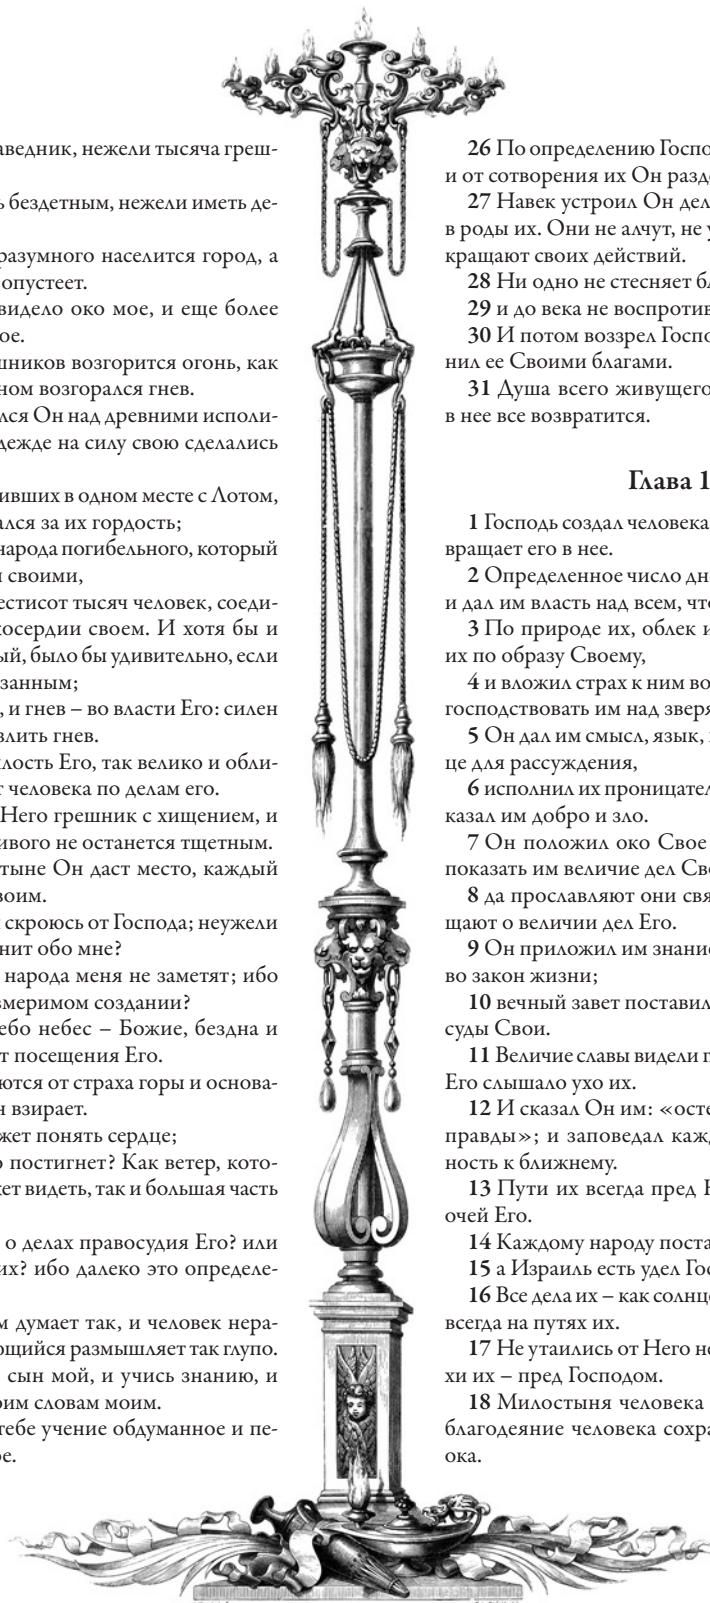 аведник, нежели тысяча греш-
ь бездетным, нежели иметь де-
разумного населится город, а
опустеет.
видело око мое, и еще более
ое.
шников возгорится огонь, как
ном возгорался гнев.
лся Он над древними исполи-
дежде на силу свою сделались
ивших в одном месте с Лотом,
ался за их гордость;
народа погибельного, который
и своими,
естисот тысяч человек, соеди-
осердии своем. И хотя бы и
ый, было бы удивительно, если
занным;
, и гнев – во власти Его: силен
злить гнев.
лость Его, так велико и обли-
т человека по делам его.
Него грешник с хищением, и
ивого не останется тщетным.
тыне Он даст место, каждый
воим.
скроюсь от Господа; неужели
нит обо мне?
народа меня не заметят; ибо
змеримом создании?
ебо небес – Божие, бездна и
т посещения Его.
ются от страха горы и основа-
н взирает.
жет понять сердце;
о постигнет? Как ветер, кото-
жет видеть, так и большая часть
о делах правосудия Его? или
их? ибо далеко это определе-
м думает так, и человек нера-
ющийся размышляет так глупо.
сын мой, и учись знанию, и
оим словам моим.
тебе учение обдуманное и пе-
ое.
26 По определению Госпо
и от сотворения их Он разд
27 Навек устроил Он дел
в роды их. Они не алчут, не у
кращают своих действий.
28 Ни одно не стесняет бл
29 и до века не воспротив
30 И потом воззрел Госпо
нил ее Своими благами.
31 Душа всего живущего
в нее все возвратится.
Глава 1
1 Господь создал человека
вращает его в нее.
2 Определенное число дн
и дал им власть над всем, чт
3 По природе их, облек и
их по образу Своему,
4 и вложил страх к ним во
господствовать им над зверя
5 Он дал им смысл, язык,
це для рассуждения,
6 исполнил их проницател
казал им добро и зло.
7 Он положил око Свое
показать им величие дел Сво
8 да прославляют они свя
щают о величии дел Его.
9 Он приложил им знание
во закон жизни;
10 вечный завет поставил
суды Свои.
11 Величие славы видели г
Его слышало ухо их.
12 И сказал Он им: «осте
правды»; и заповедал кажд
ность к ближнему.
13 Пути их всегда пред Н
очей Его.
14 Каждому народу поста
15 а Израиль есть удел Гос
16 Все дела их – как солнце
всегда на путях их.
17 Не утаились от Него не
хи их – пред Господом.
18 Милостыня человека
благодеяние человека сохра
ока.